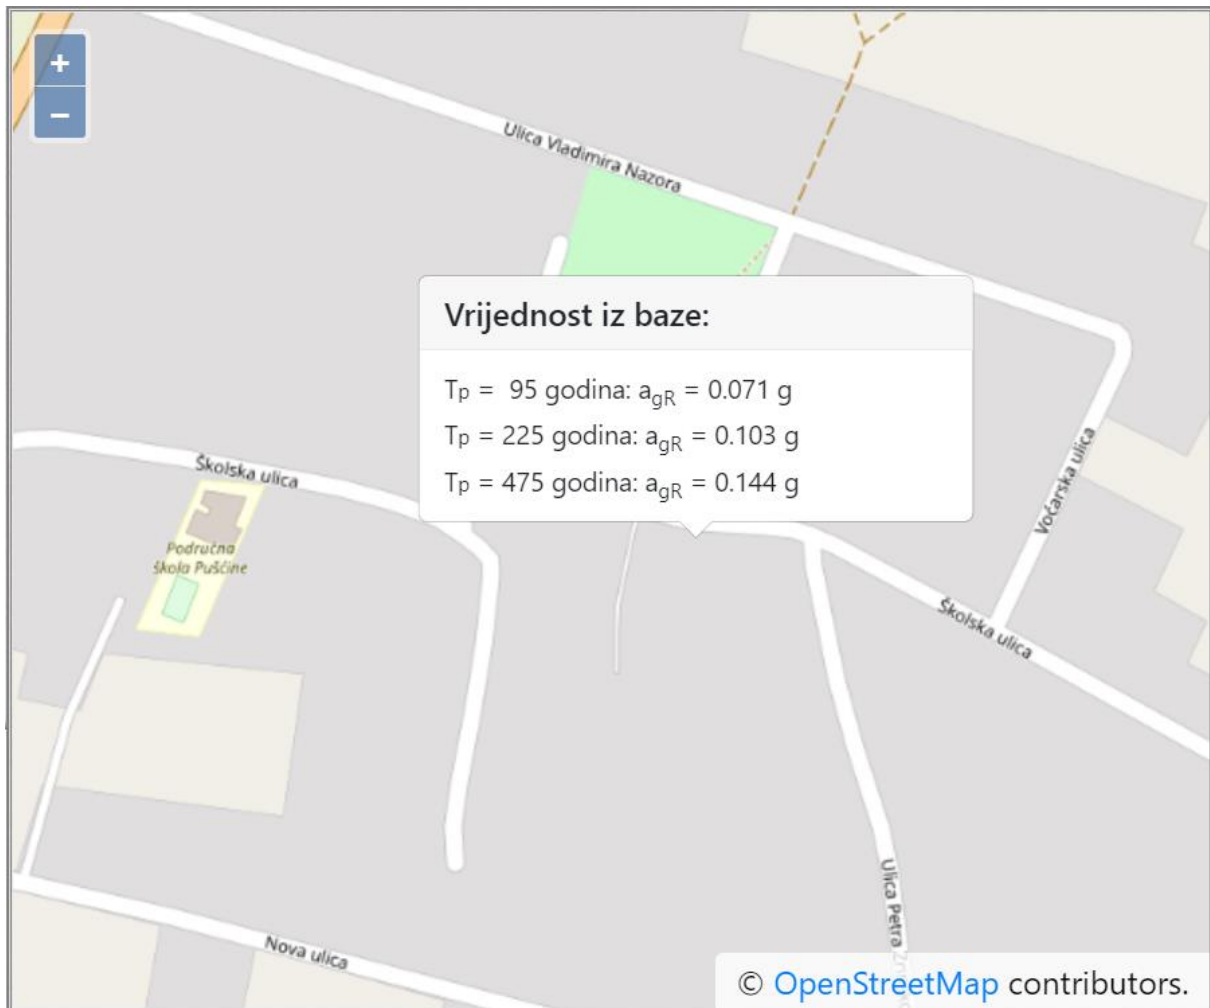 +
−
Ulica Vladimira Nazora
Vrijednost iz baze:
Tp = 95 godina: agR = 0.071 g
Tp = 225 godina: agR = 0.103 g
Tp = 475 godina: agR = 0.144 g
Školska ulica
Voćarska ulica
Područna
škola Pušćine
Školska ulica
Ulica Petra
Nova ulica
© OpenStreetMap contributors.